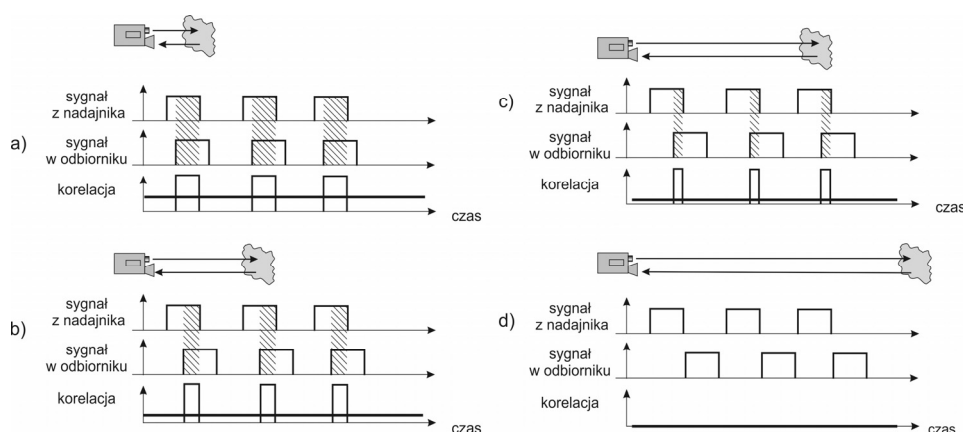 sygnał
z nadajnika
a)
sygnał
w odbiorniku
korelacja
czas
b)
sygnał
z nadajnika
sygnał
w odbiorniku
korelacja
czas
c)
sygnał
z nadajnika
sygnał
w odbiorniku
korelacja
czas
d)
sygnał
z nadajnika
sygnał
w odbiorniku
korelacja
czas